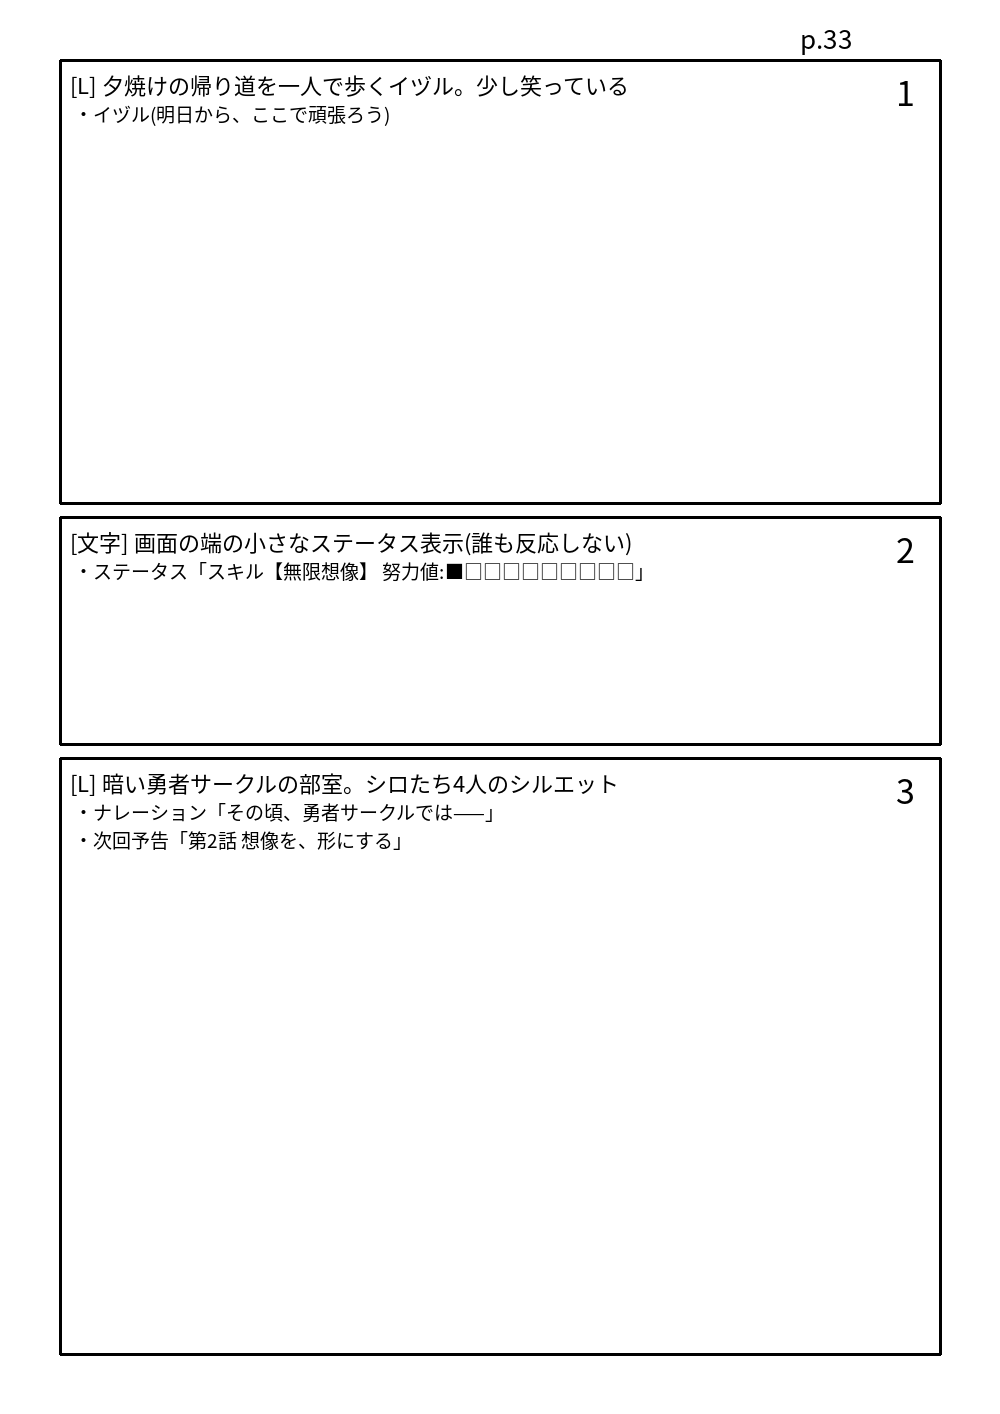 p.33
[L] 夕焼けの帰り道を一人で歩くイヅル。少し笑っている
1
・イヅル(明日から、ここで頑張ろう)
[文字] 画面の端の小さなステータス表示(誰も反応しない)
2
・ステータス「スキル【無限想像】 努力値:■□□□□□□□□□」
[L] 暗い勇者サークルの部室。シロたち4人のシルエット
3
・ナレーション「その頃、勇者サークルでは——」
・次回予告「第2話 想像を、形にする」